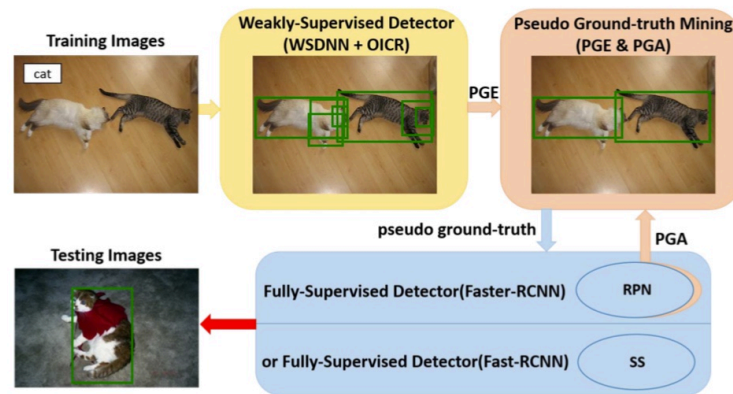 Training Images
cat
Weakly-Supervised Detector
(WSDNN + OICR)
PGE
Pseudo Ground-truth Mining
(PGE & PGA)
pseudo ground-truth
PGA
Testing Images
Fully-Supervised Detector(Faster-RCNN)
RPN
or Fully-Supervised Detector(Fast-RCNN)
SS